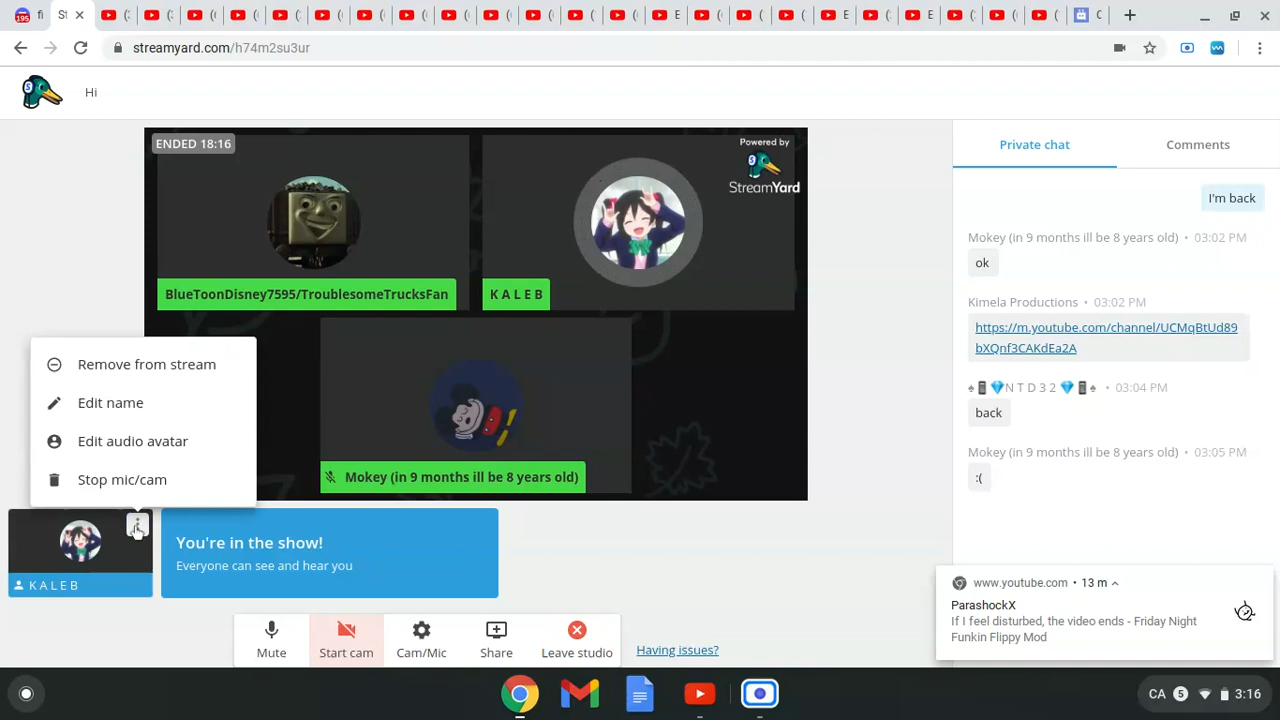 195
St
E
E
E
C
streamyard.com/h74m2su3ur
Hi
ENDED 18:16
Powered by
StreamYard
BlueToonDisney7595/TroublesomeTrucksFan
K A L E B
Mokey (in 9 months ill be 8 years old)
Remove from stream
Edit name
Edit audio avatar
Stop mic/cam
K A L E B
You're in the show!
Everyone can see and hear you
Mute
Start cam
Cam/Mic
Share
Leave studio
Having issues?
Private chat
Comments
I'm back
Mokey (in 9 months ill be 8 years old) • 03:02 PM
ok
Kimela Productions • 03:02 PM
https://m.youtube.com/channel/UCMqBtUd89
bXQnf3CAKdEa2A
♠️📱💎N T D 3 2 💎📱♠️ • 03:04 PM
back
Mokey (in 9 months ill be 8 years old) • 03:05 PM
:(
www.youtube.com • 13 m
ParashockX
If I feel disturbed, the video ends - Friday Night
Funkin Flippy Mod
CA 5 3:16